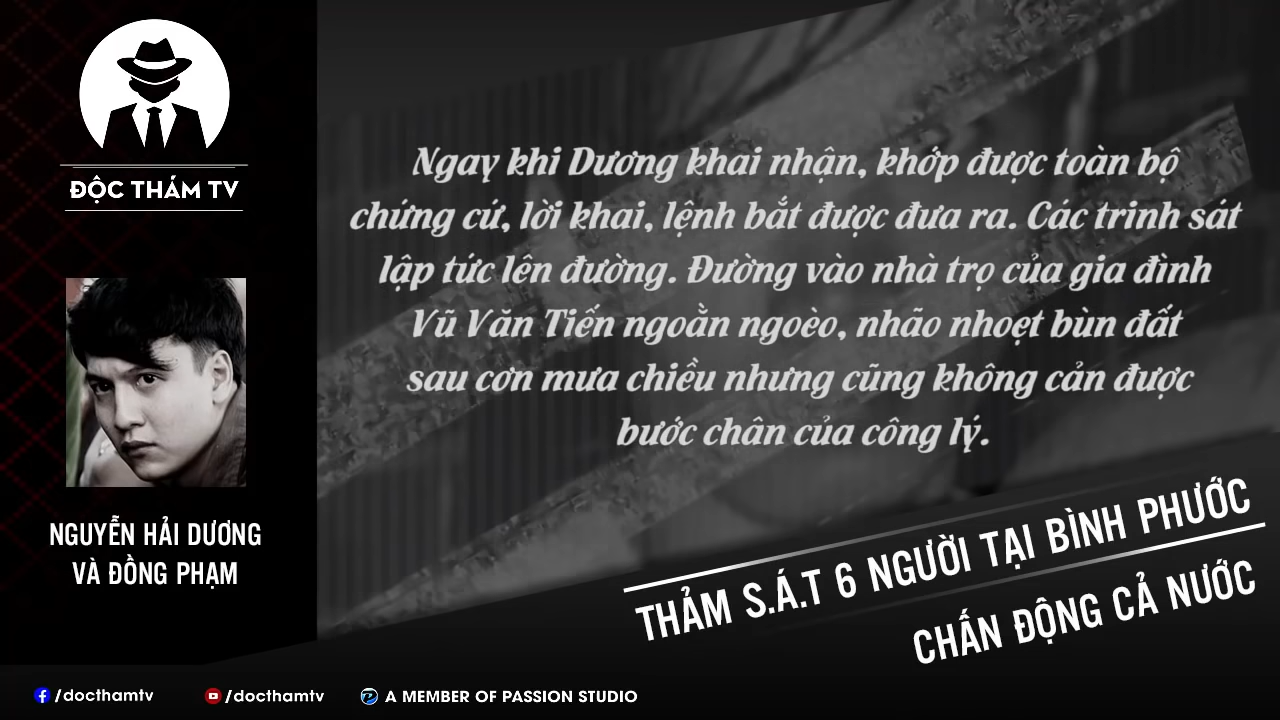 ĐỘC THÁM TV
NGUYỄN HẢI DƯƠNG
VÀ ĐỒNG PHẠM
Ngay khi Dương khai nhận, khớp được toàn bộ
chứng cứ, lời khai, lệnh bắt được đưa ra. Các trinh sát
lập tức lên đường. Đường vào nhà trọ của gia đình
Vũ Văn Tiến ngoằn ngoèo, nhão nhoẹt bùn đất
sau cơn mưa chiều nhưng cũng không cản được
bước chân của công lý.
THẢM S.Á.T 6 NGƯỜI TẠI BÌNH PHƯỚC
CHẤN ĐỘNG CẢ NƯỚC
/docthamtv
/docthamtv
A MEMBER OF PASSION STUDIO